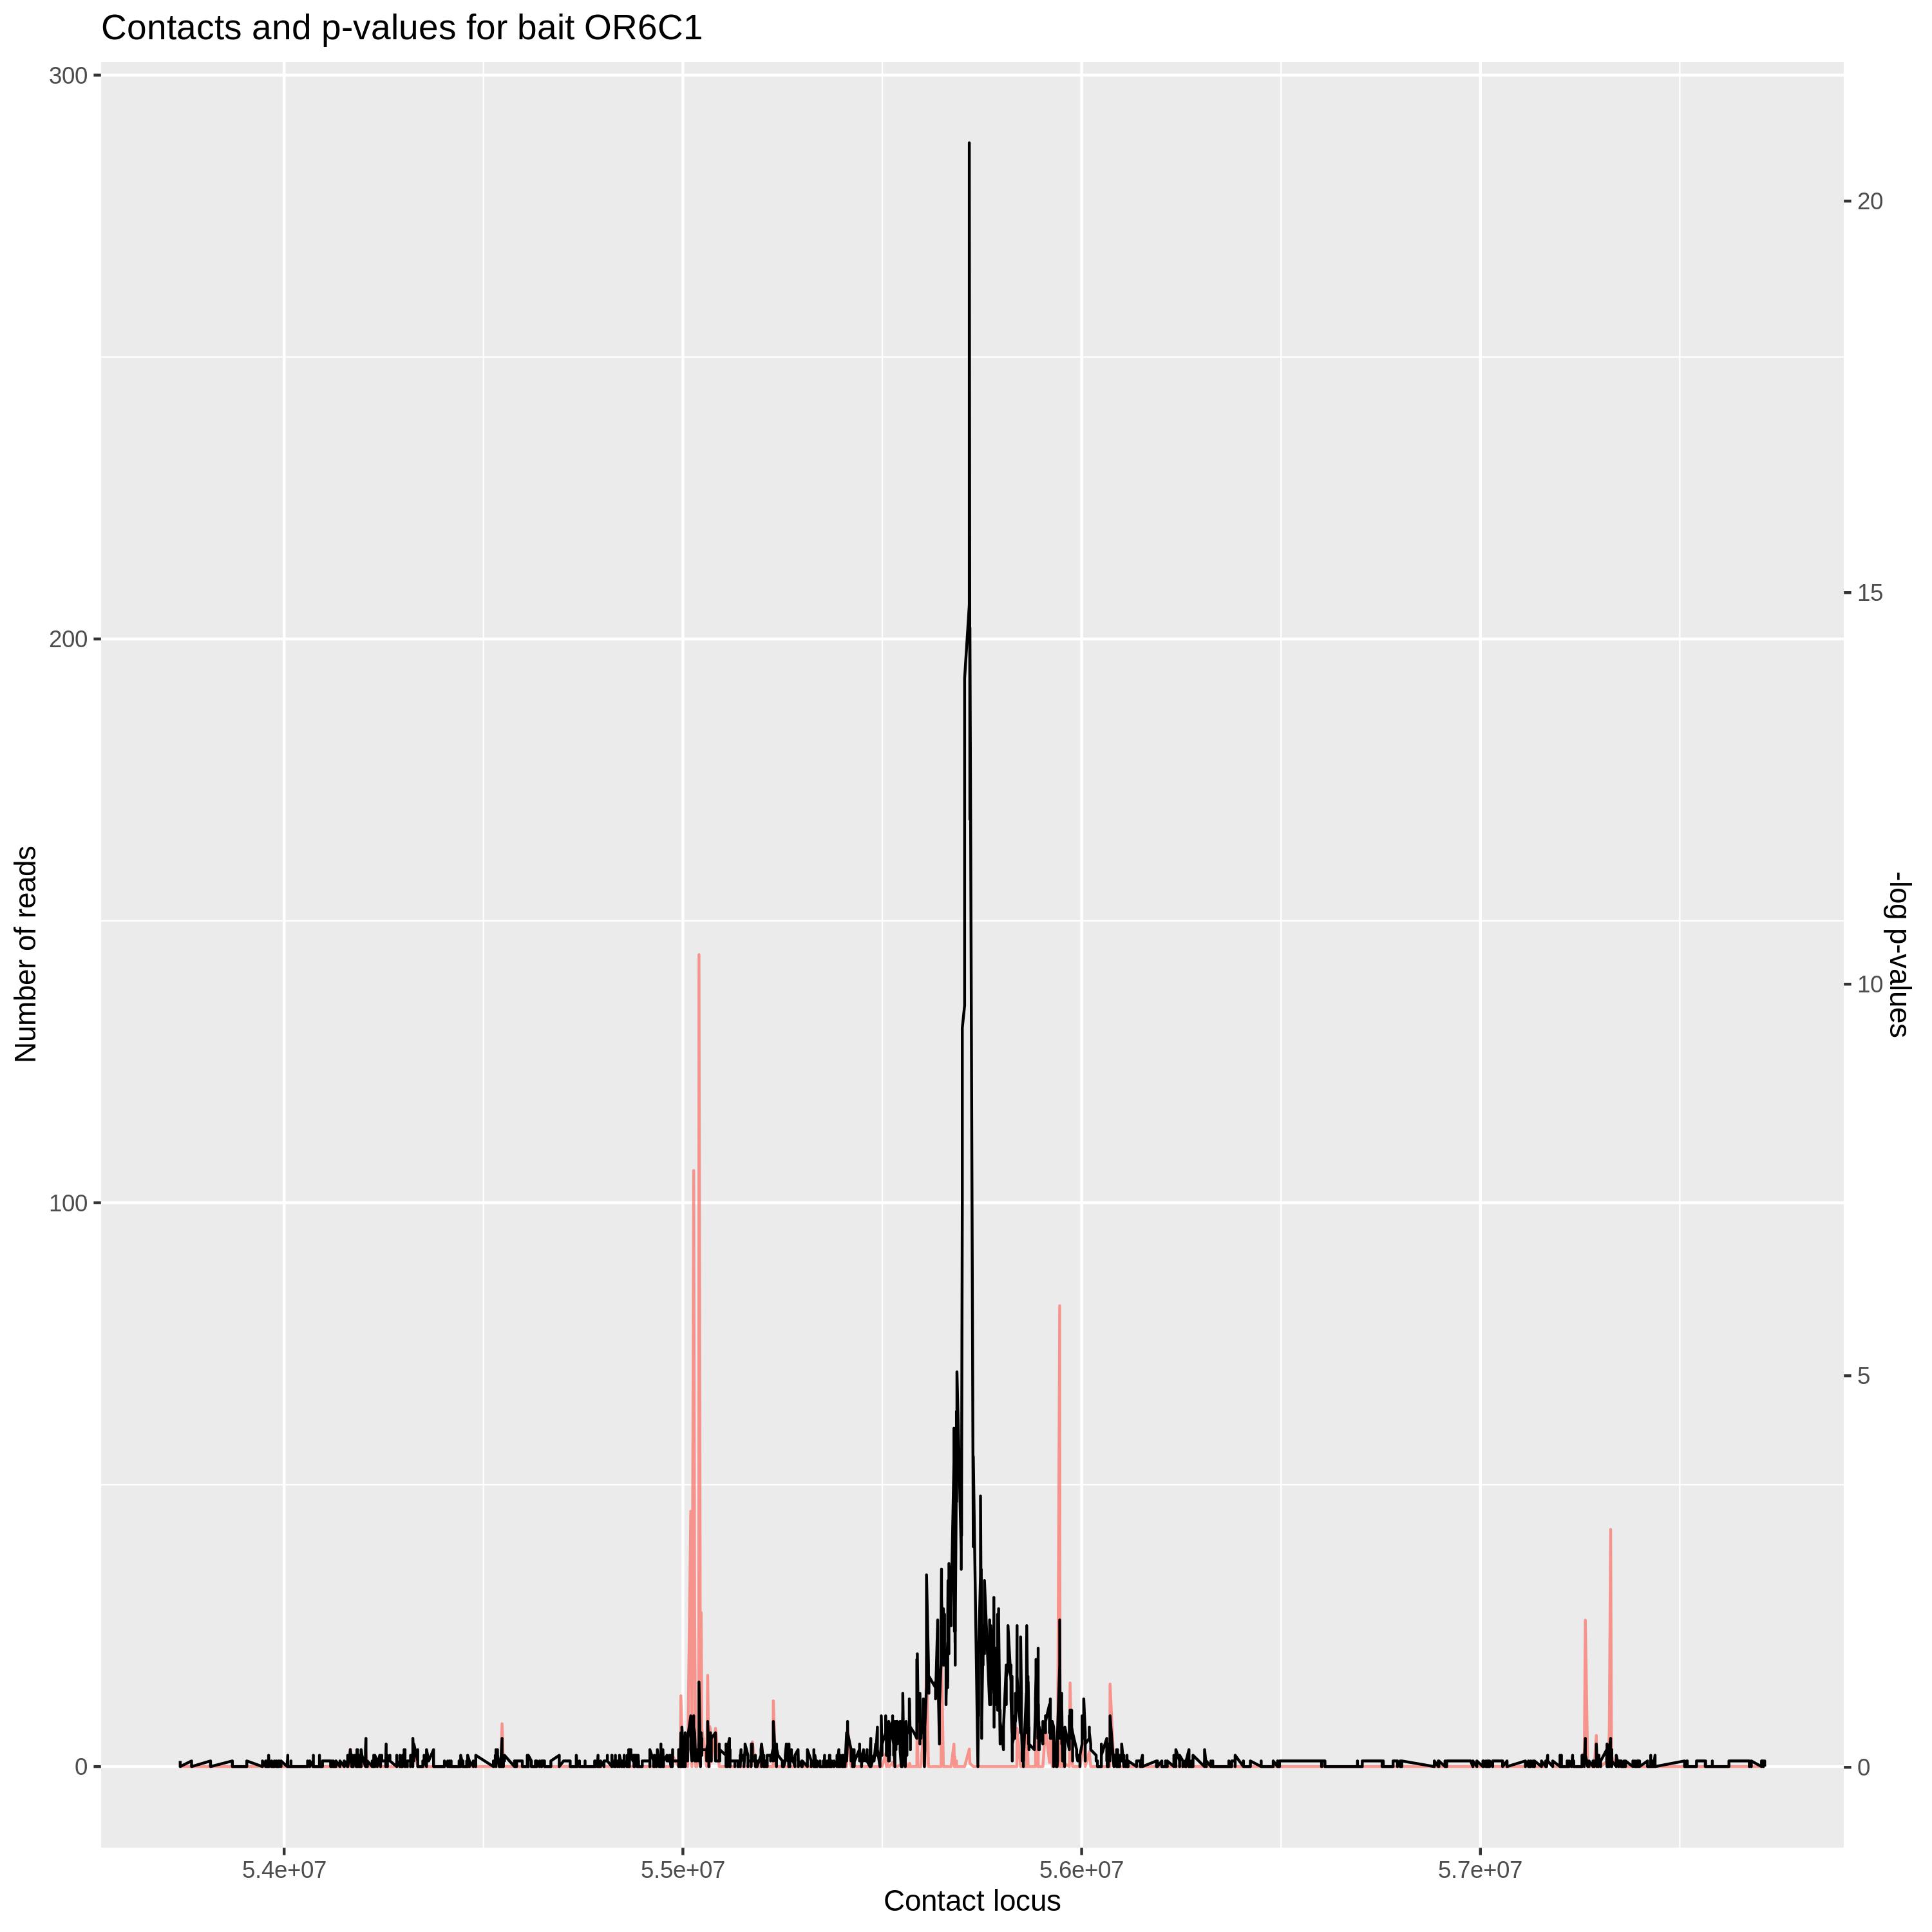 Contacts and p-values for bait OR6C1
300
200
100
0
Number of reads
20
15
10
5
0
-log p-values
5.4e+07
5.5e+07
5.6e+07
5.7e+07
Contact locus